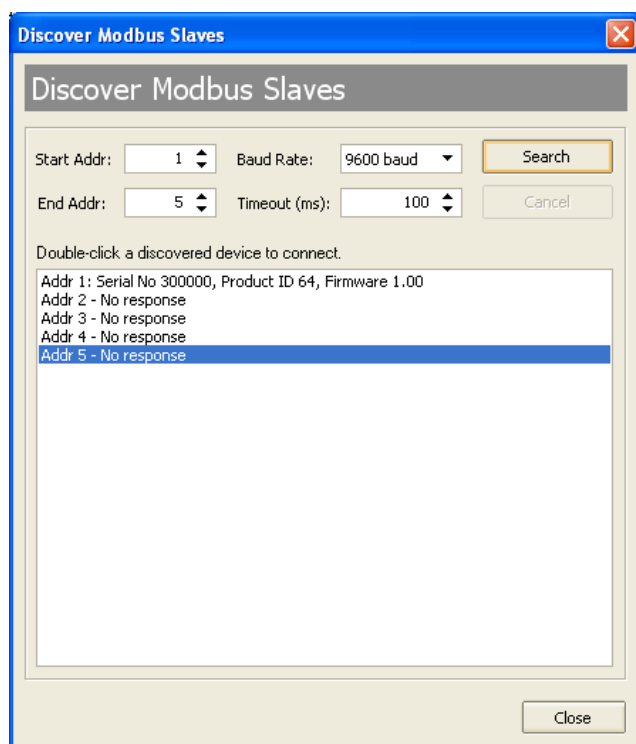 Discover Modbus Slaves
Discover Modbus Slaves
Start Addr: 1 Baud Rate: 9600 baud Search
End Addr: 5 Timeout (ms): 100 Cancel
Double-click a discovered device to connect.
Addr 1: Serial No 300000, Product ID 64, Firmware 1.00
Addr 2 - No response
Addr 3 - No response
Addr 4 - No response
Addr 5 - No response
Close